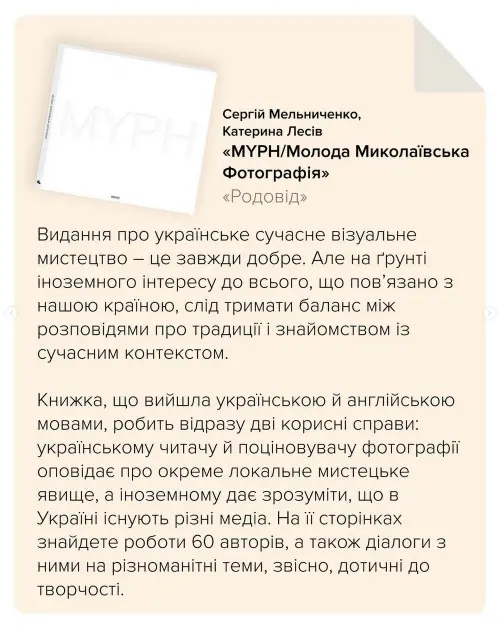 MYPH
Сергій Мельниченко,
Катерина Лесів
«MYPH/Молода Миколаївська
Фотографія»
«Родовід»
Видання про українське сучасне візуальне
мистецтво – це завжди добре. Але на ґрунті
іноземного інтересу до всього, що пов’язано з
нашою країною, слід тримати баланс між
розповідями про традиції і знайомством із
сучасним контекстом.
Книжка, що вийшла українською й англійською
мовами, робить відразу дві корисні справи:
українському читачу й поціновувачу фотографії
оповідає про окреме локальне мистецьке
явище, а іноземному дає зрозуміти, що в
Україні існують різні медіа. На її сторінках
знайдете роботи 60 авторів, а також діалоги з
ними на різноманітні теми, звісно, дотичні до
творчості.